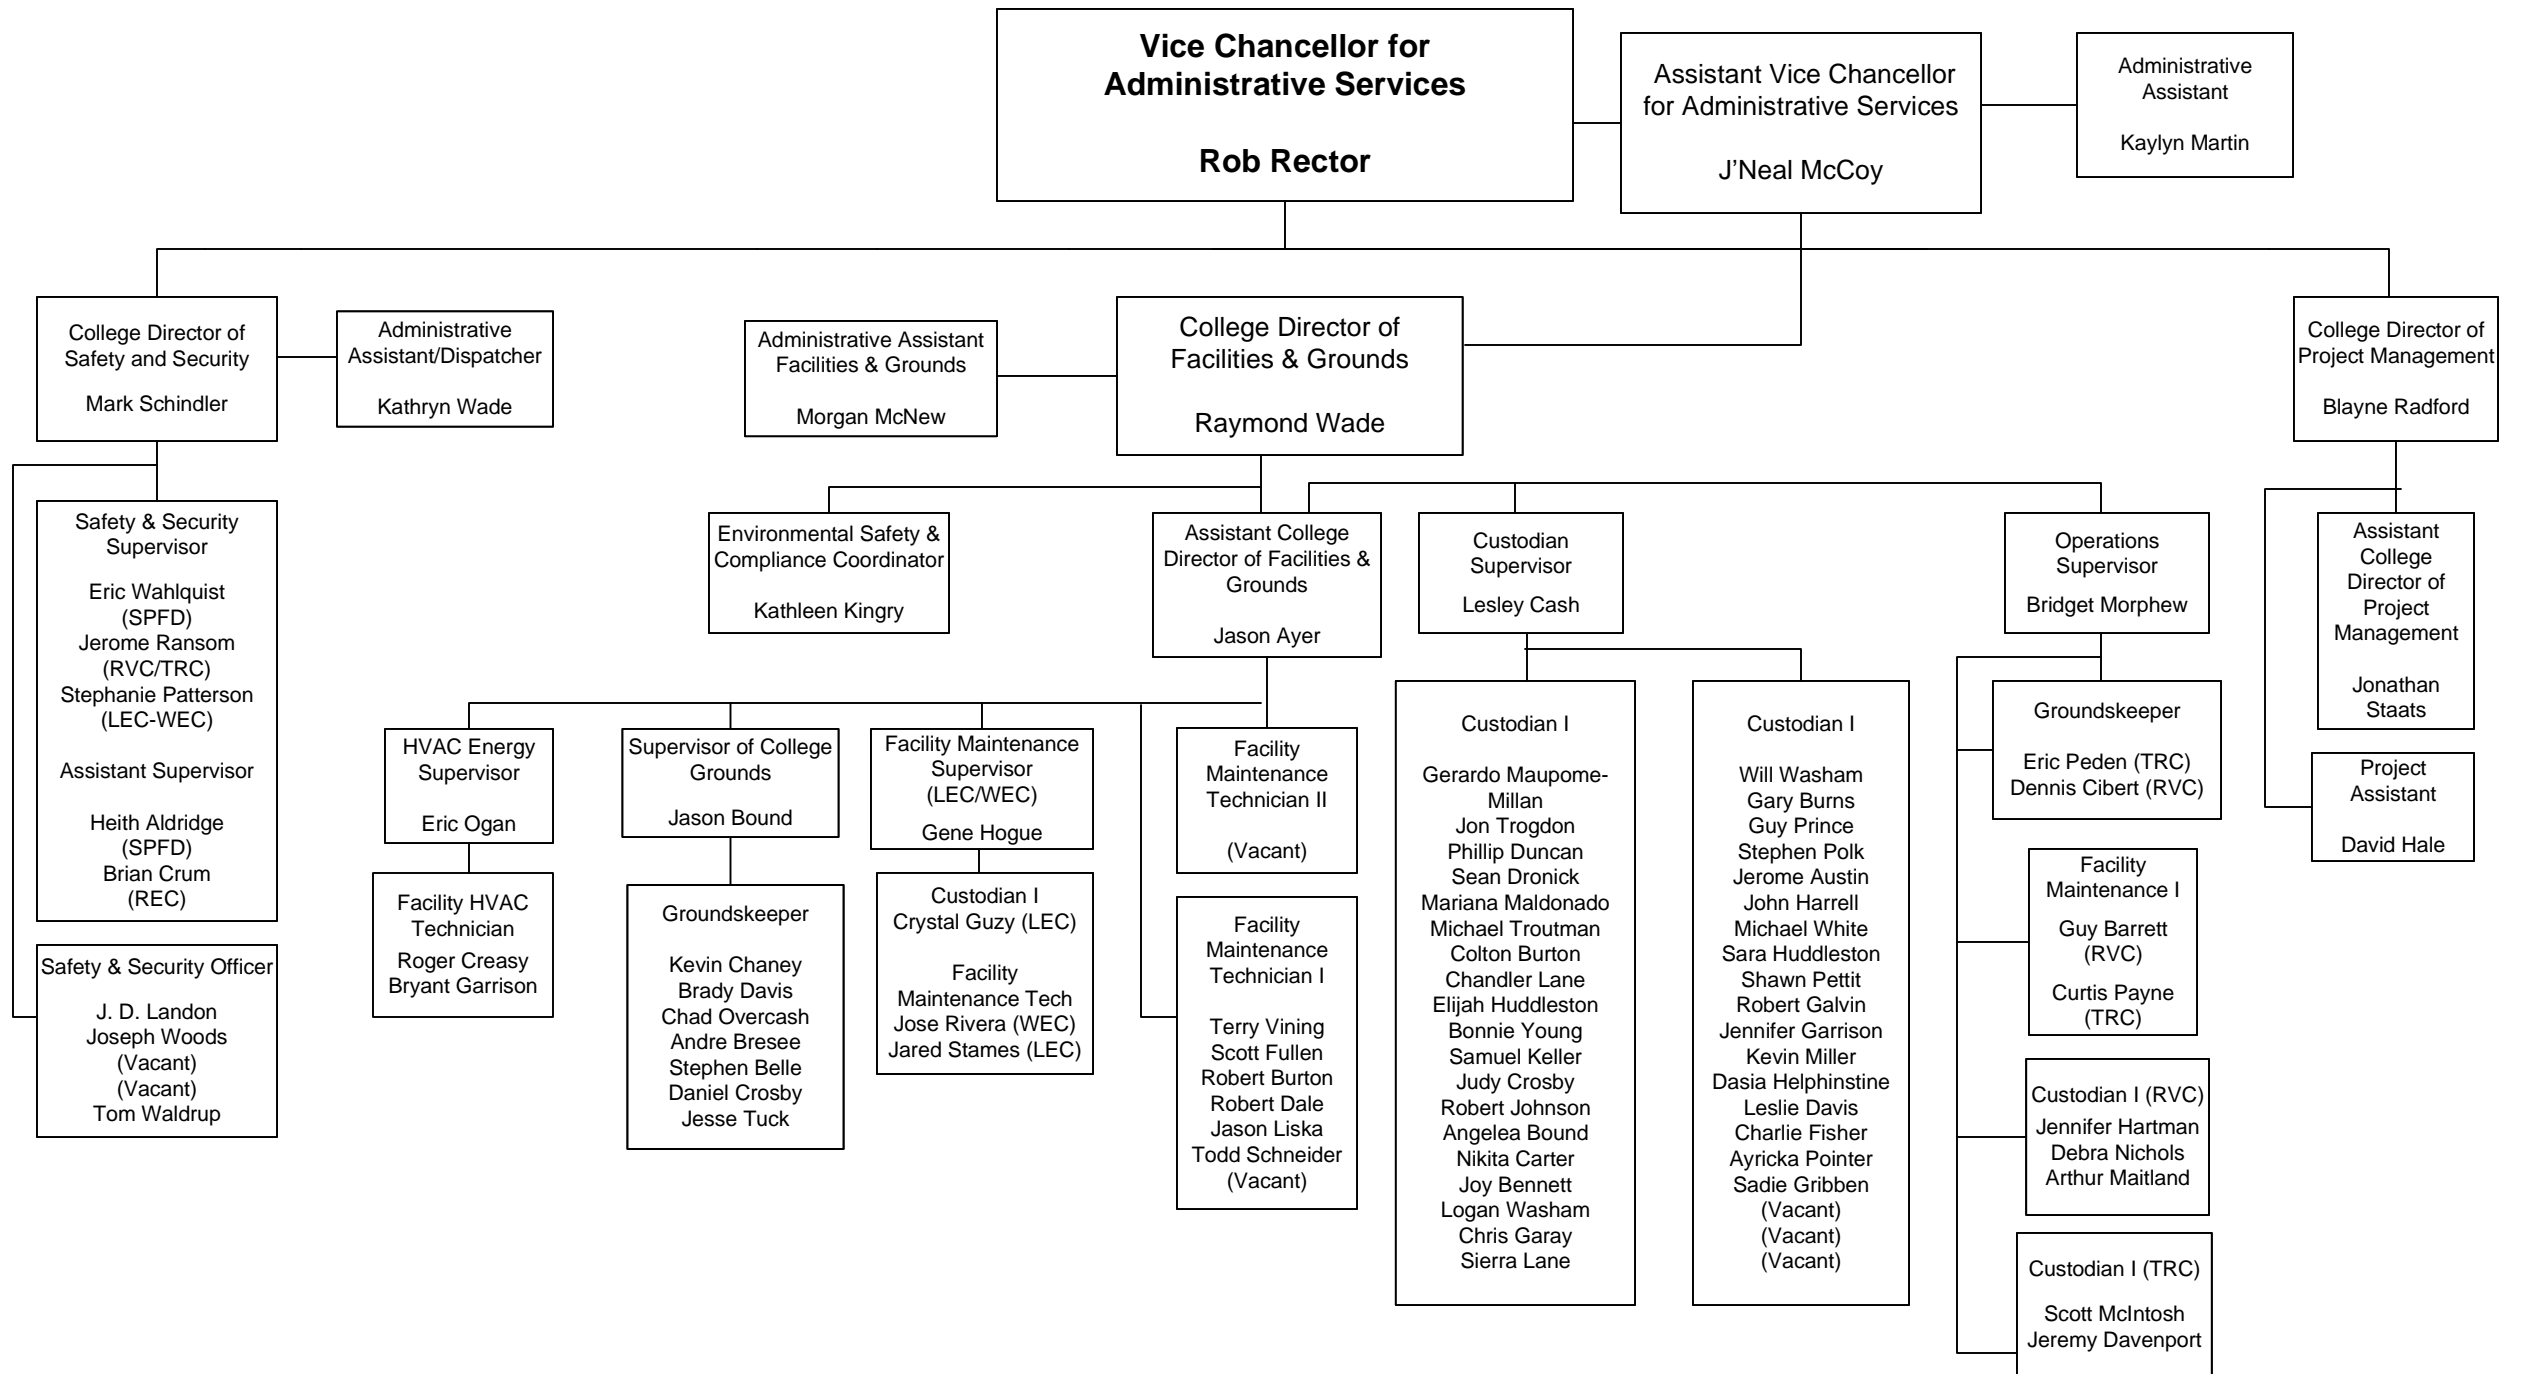 Vice Chancellor for
Administrative Services
Rob Rector
Assistant Vice Chancellor
for Administrative Services
J’Neal McCoy
Administrative
Assistant
Kaylyn Martin
College Director of
Safety and Security
Mark Schindler
Administrative
Assistant/Dispatcher
Kathryn Wade
Administrative Assistant
Facilities & Grounds
Morgan McNew
College Director of
Facilities & Grounds
Raymond Wade
College Director of
Project Management
Blayne Radford
Safety & Security
Supervisor
Eric Wahlquist
(SPFD)
Jerome Ransom
(RVC/TRC)
Stephanie Patterson
(LEC-WEC)
Assistant Supervisor
Heith Aldridge
(SPFD)
Brian Crum
(REC)
Safety & Security Officer
J. D. Landon
Joseph Woods
(Vacant)
(Vacant)
Tom Waldrup
Environmental Safety &
Compliance Coordinator
Kathleen Kingry
Assistant College
Director of Facilities &
Grounds
Jason Ayer
Custodian
Supervisor
Lesley Cash
Operations
Supervisor
Bridget Morphew
Assistant
College
Director of
Project
Management
Jonathan
Staats
Project
Assistant
David Hale
HVAC Energy
Supervisor
Eric Ogan
Facility HVAC
Technician
Roger Creasy
Bryant Garrison
Supervisor of College
Grounds
Jason Bound
Groundskeeper
Kevin Chaney
Brady Davis
Chad Overcash
Andre Bresee
Stephen Belle
Daniel Crosby
Jesse Tuck
Facility Maintenance
Supervisor
(LEC/WEC)
Gene Hogue
Custodian I
Crystal Guzy (LEC)
Facility
Maintenance Tech
Jose Rivera (WEC)
Jared Stames (LEC)
Facility
Maintenance
Technician II
(Vacant)
Facility
Maintenance
Technician I
Terry Vining
Scott Fullen
Robert Burton
Robert Dale
Jason Liska
Todd Schneider
(Vacant)
Custodian I
Gerardo Maupome-
Millan
Jon Trogdon
Phillip Duncan
Sean Dronick
Mariana Maldonado
Michael Troutman
Colton Burton
Chandler Lane
Elijah Huddleston
Bonnie Young
Samuel Keller
Judy Crosby
Robert Johnson
Angelea Bound
Nikita Carter
Joy Bennett
Logan Washam
Chris Garay
Sierra Lane
Custodian I
Will Washam
Gary Burns
Guy Prince
Stephen Polk
Jerome Austin
John Harrell
Michael White
Sara Huddleston
Shawn Pettit
Robert Galvin
Jennifer Garrison
Kevin Miller
Dasia Helphinstine
Leslie Davis
Charlie Fisher
Ayricka Pointer
Sadie Gribben
(Vacant)
(Vacant)
(Vacant)
Groundskeeper
Eric Peden (TRC)
Dennis Cibert (RVC)
Facility
Maintenance I
Guy Barrett
(RVC)
Curtis Payne
(TRC)
Custodian I (RVC)
Jennifer Hartman
Debra Nichols
Arthur Maitland
Custodian I (TRC)
Scott McIntosh
Jeremy Davenport